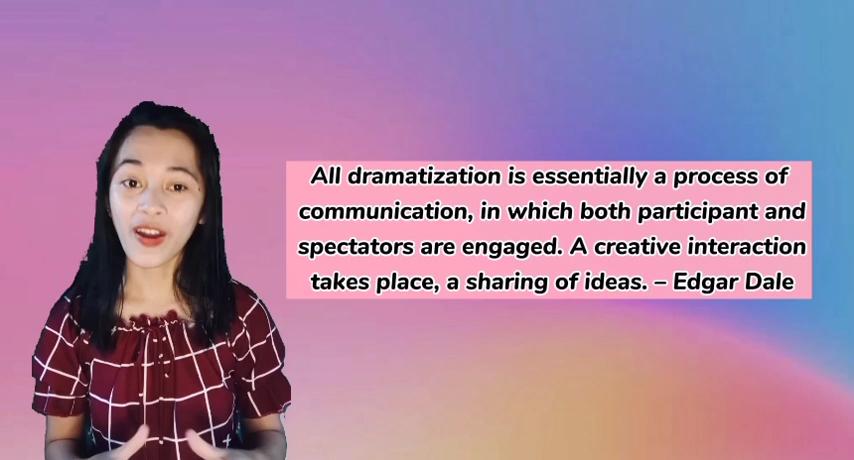 All dramatization is essentially a process of
communication, in which both participant and
spectators are engaged. A creative interaction
takes place, a sharing of ideas. – Edgar Dale